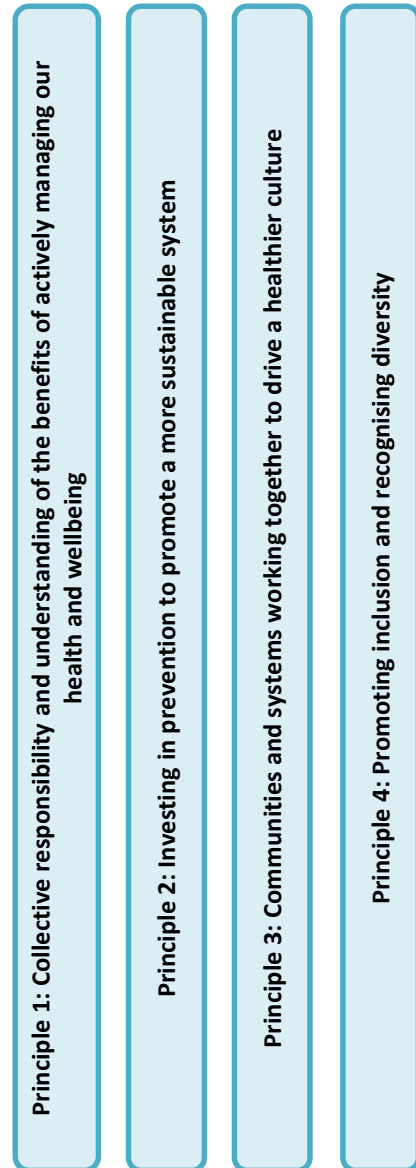 Principle 1: Collective responsibility and understanding of the benefits of actively managing our
health and wellbeing
Principle 2: Investing in prevention to promote a more sustainable system
Principle 3: Communities and systems working together to drive a healthier culture
Principle 4: Promoting inclusion and recognising diversity